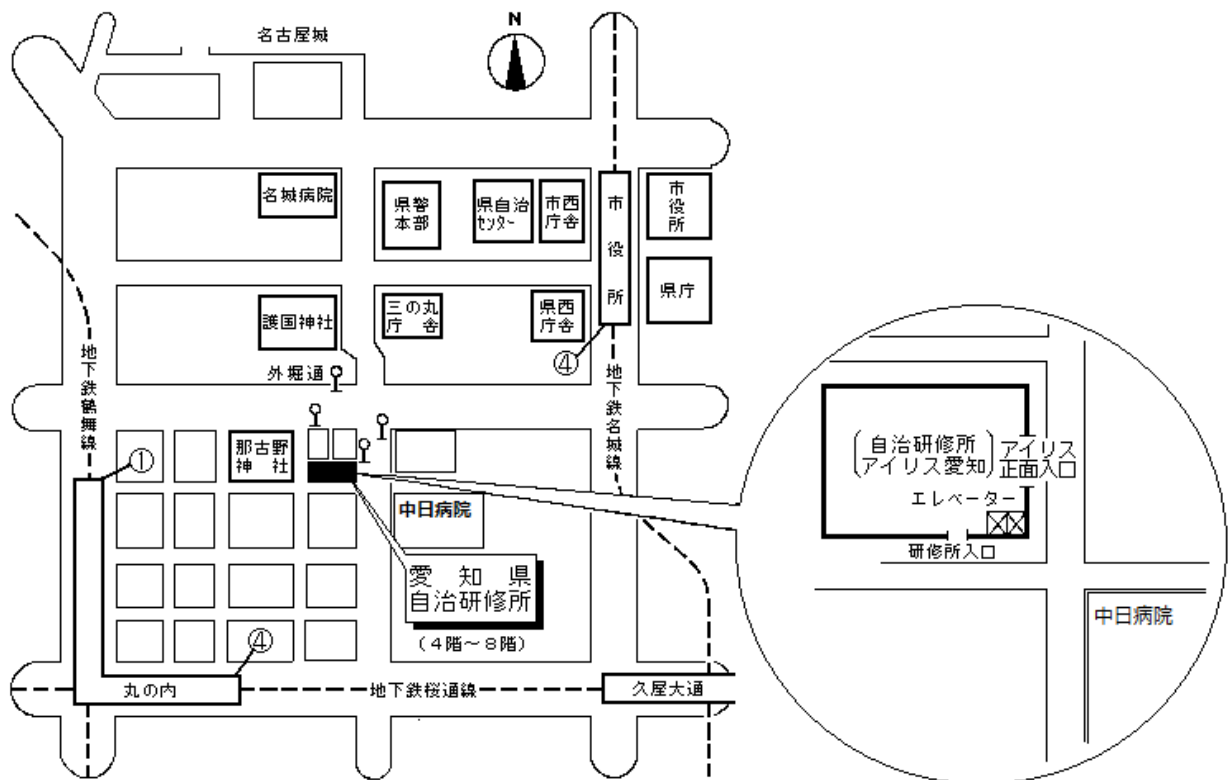 名古屋城
N
名城病院
県警
本部
県自治
センター
市西
庁舎
市役所
市
役
所
県庁
護国神社
三の丸
庁舎
県西
庁舎
④
外堀通
地下鉄鶴舞線
地下鉄名城線
那古野
神社
①
中日病院
愛知県
自治研修所
(4階～8階)
④
丸の内
地下鉄桜通線
久屋大通
自治研修所
アイリス愛知
アイリス
正面入口
エレベーター
研修所入口
中日病院